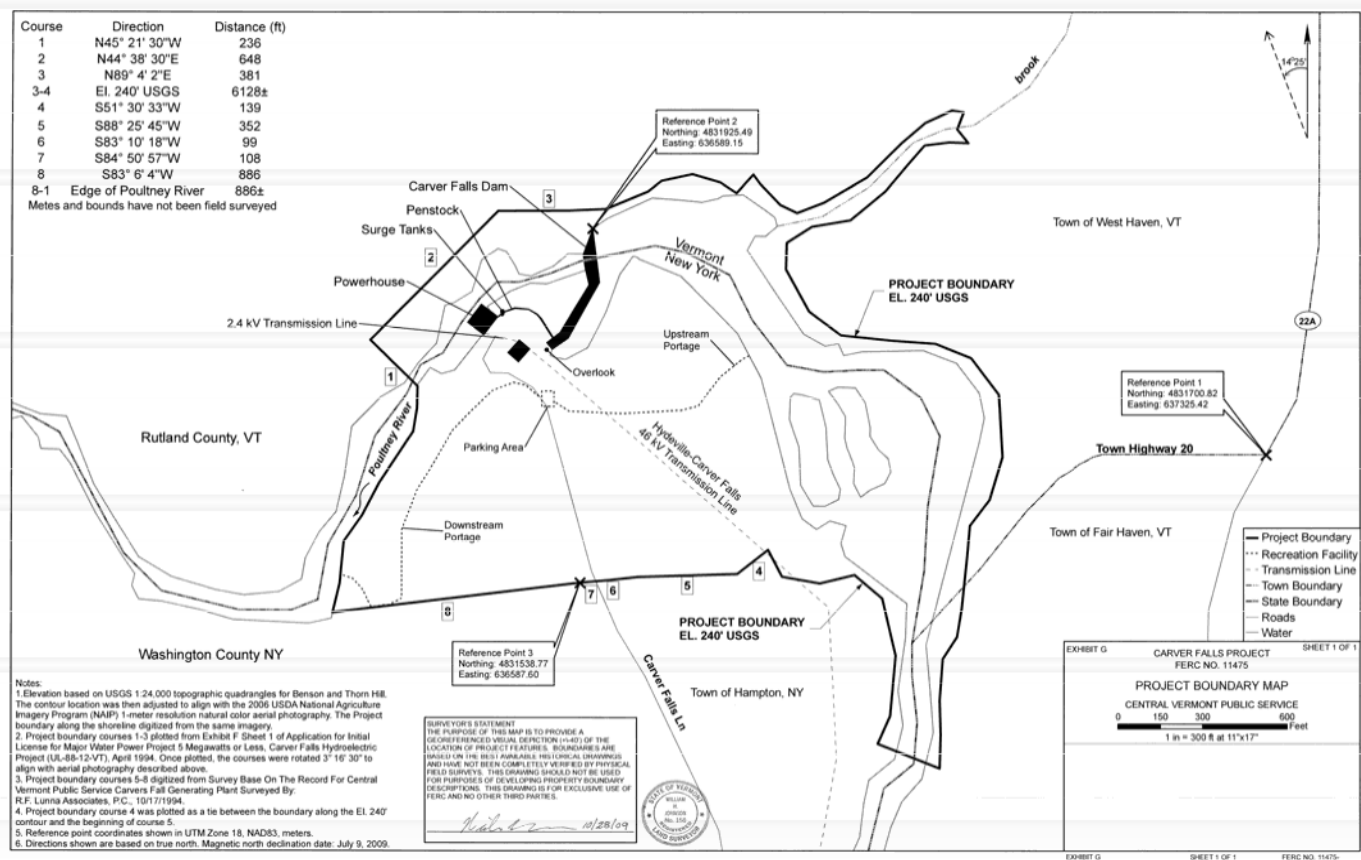 Course Direction Distance (ft)
1 N45° 21' 30"W 236
2 N44° 38' 30"E 648
3 N89° 4' 2"E 381
3-4 El. 240' USGS 6128±
4 S51° 30' 33"W 139
5 S88° 25' 45"W 352
6 S83° 10' 18"W 99
7 S84° 50' 57"W 108
8 S83° 6' 4"W 886
8-1 Edge of Poultney River 886±
Metes and bounds have not been field surveyed
brook
14°25'
Reference Point 2
Northing: 4831925.49
Easting: 636589.15
Carver Falls Dam
3
Penstock
Surge Tanks
2
Powerhouse
2.4 kV Transmission Line
Vermont
New York
Town of West Haven, VT
PROJECT BOUNDARY
EL. 240' USGS
22A
Upstream
Portage
Overlook
1
Reference Point 1
Northing: 4831700.82
Easting: 637325.42
Rutland County, VT
Poultney River
Parking Area
Hydeville-Carver Falls
46 kV Transmission Line
Town Highway 20
Downstream
Portage
Town of Fair Haven, VT
4
5
6
7
8
Project Boundary
Recreation Facility
Transmission Line
Town Boundary
State Boundary
Roads
Water
PROJECT BOUNDARY
EL. 240' USGS
Washington County NY
Reference Point 3
Northing: 4831538.77
Easting: 636587.60
Carver Falls Ln
Town of Hampton, NY
EXHIBIT G SHEET 1 OF 1
CARVER FALLS PROJECT
FERC NO. 11475
PROJECT BOUNDARY MAP
CENTRAL VERMONT PUBLIC SERVICE
0 150 300 600
Feet
1 in = 300 ft at 11"x17"
Notes:
1.Elevation based on USGS 1:24,000 topographic quadrangles for Benson and Thorn Hill.
The contour location was then adjusted to align with the 2006 USDA National Agriculture
Imagery Program (NAIP) 1-meter resolution natural color aerial photography. The Project
boundary along the shoreline digitized from the same imagery.
2. Project boundary courses 1-3 plotted from Exhibit F Sheet 1 of Application for Initial
License for Major Water Power Project 5 Megawatts or Less, Carver Falls Hydroelectric
Project (UL-88-12-VT), April 1994. Once plotted, the courses were rotated 3° 16' 30" to
align with aerial photography described above.
3. Project boundary courses 5-8 digitized from Survey Base On The Record For Central
Vermont Public Service Carvers Fall Generating Plant Surveyed By:
R.F. Lunna Associates, P.C., 10/17/1994.
4. Project boundary course 4 was plotted as a tie between the boundary along the El. 240'
contour and the beginning of course 5.
5. Reference point coordinates shown in UTM Zone 18, NAD83, meters.
6. Directions shown are based on true north. Magnetic north declination date: July 9, 2009.
SURVEYOR'S STATEMENT
THE PURPOSE OF THIS MAP IS TO PROVIDE A
GEOREFERENCED VISUAL DEPICTION (+/-40') OF THE
LOCATION OF PROJECT FEATURES. BOUNDARIES ARE
BASED ON THE BEST AVAILABLE HISTORICAL DRAWINGS
AND HAVE NOT BEEN COMPLETELY VERIFIED BY PHYSICAL
FIELD SURVEYS. THIS DRAWING SHOULD NOT BE USED
FOR PURPOSES OF DEVELOPING PROPERTY BOUNDARY
DESCRIPTIONS. THIS DRAWING IS FOR EXCLUSIVE USE OF
FERC AND NO OTHER THIRD PARTIES.
10/28/09
STATE OF VERMONT
WILLIAM
JOHNSON
No. 158
REGISTERED
LAND SURVEYOR
EXHIBIT G SHEET 1 OF 1 FERC NO. 11475-